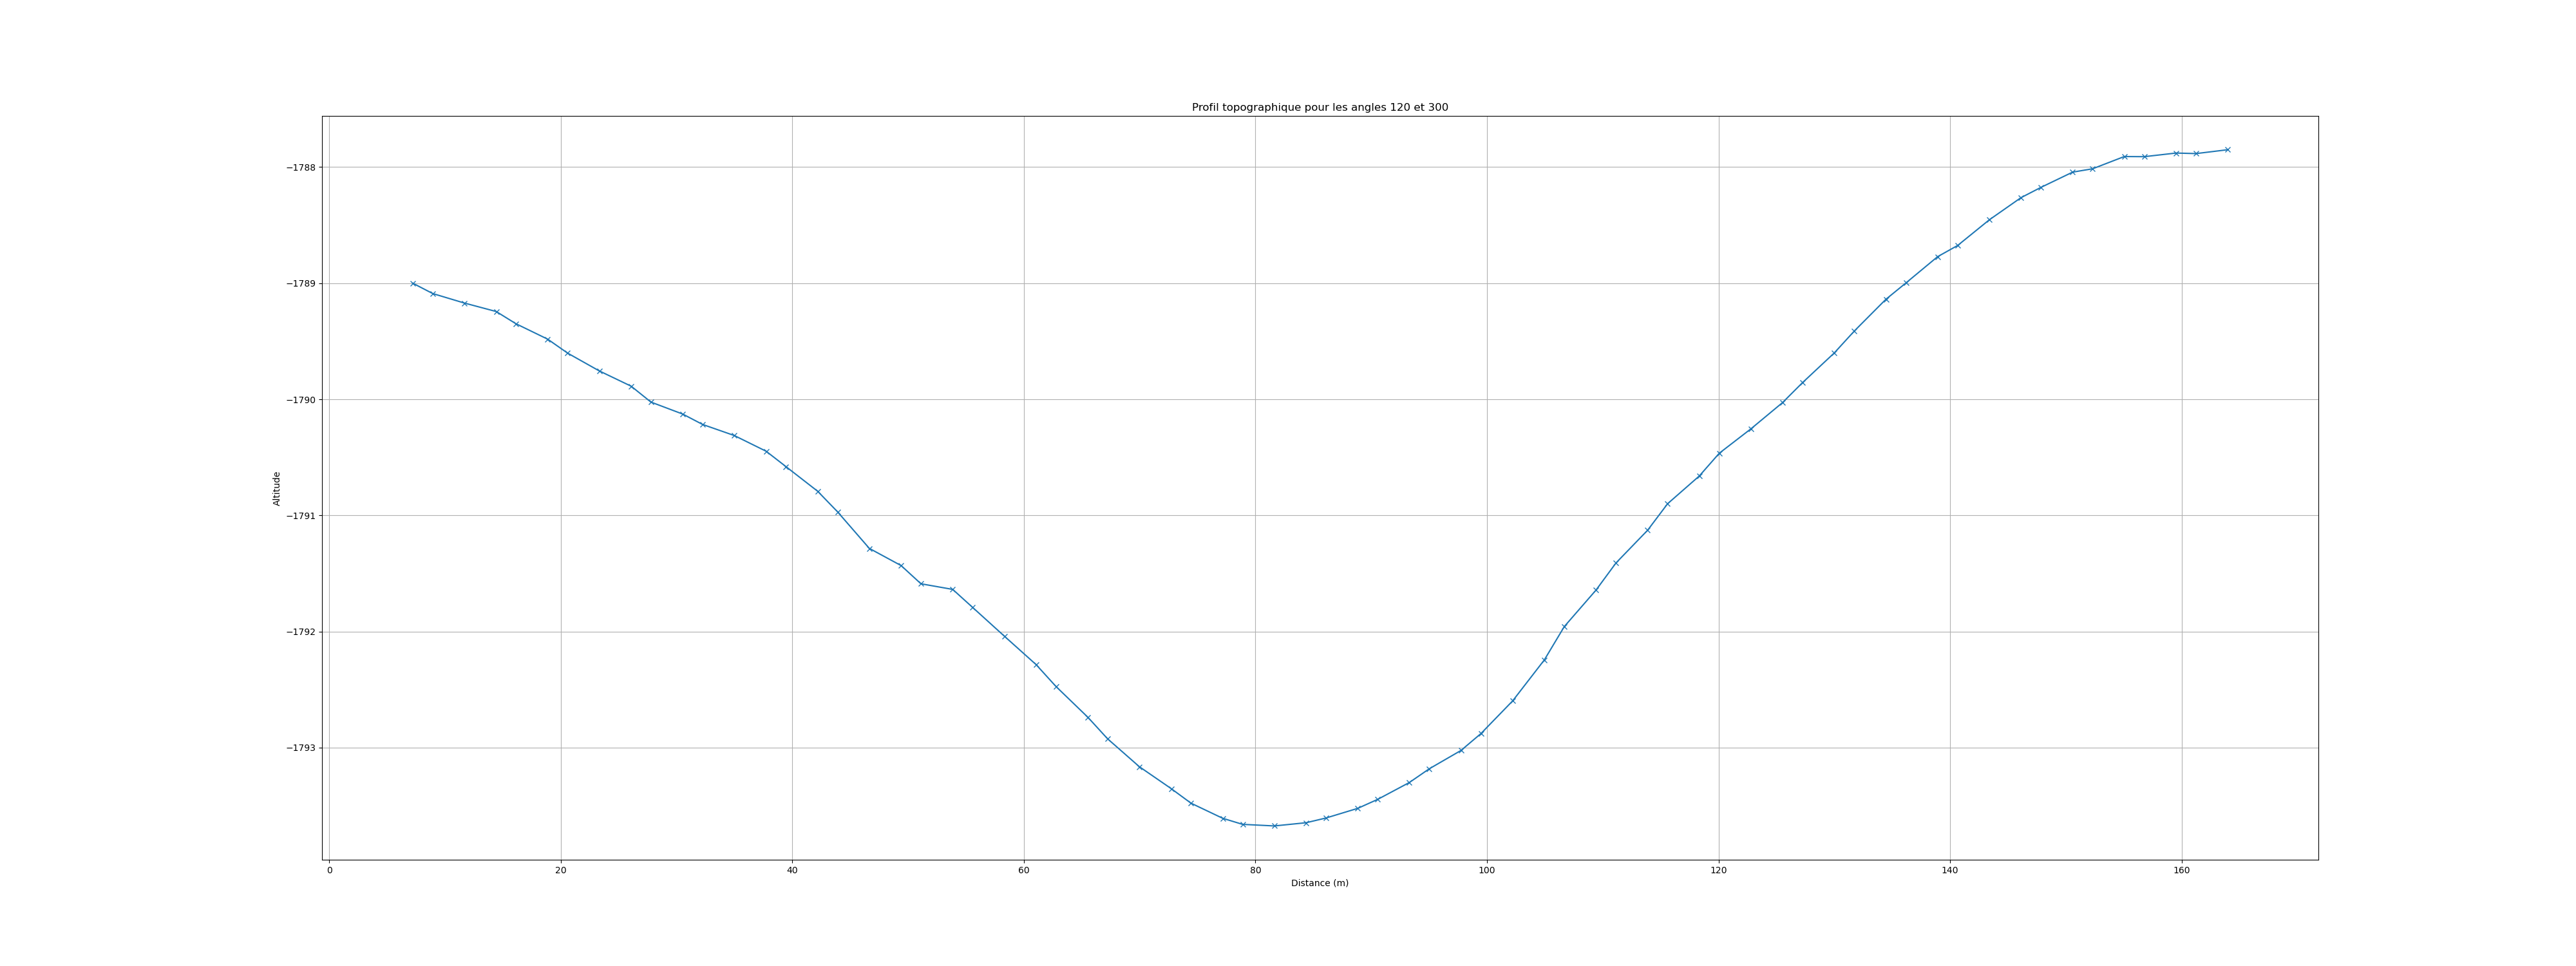 Profil topographique pour les angles 120 et 300
−1788
−1789
−1790
−1791
−1792
−1793
Altitude
0 20 40 60 80 100 120 140 160
Distance (m)